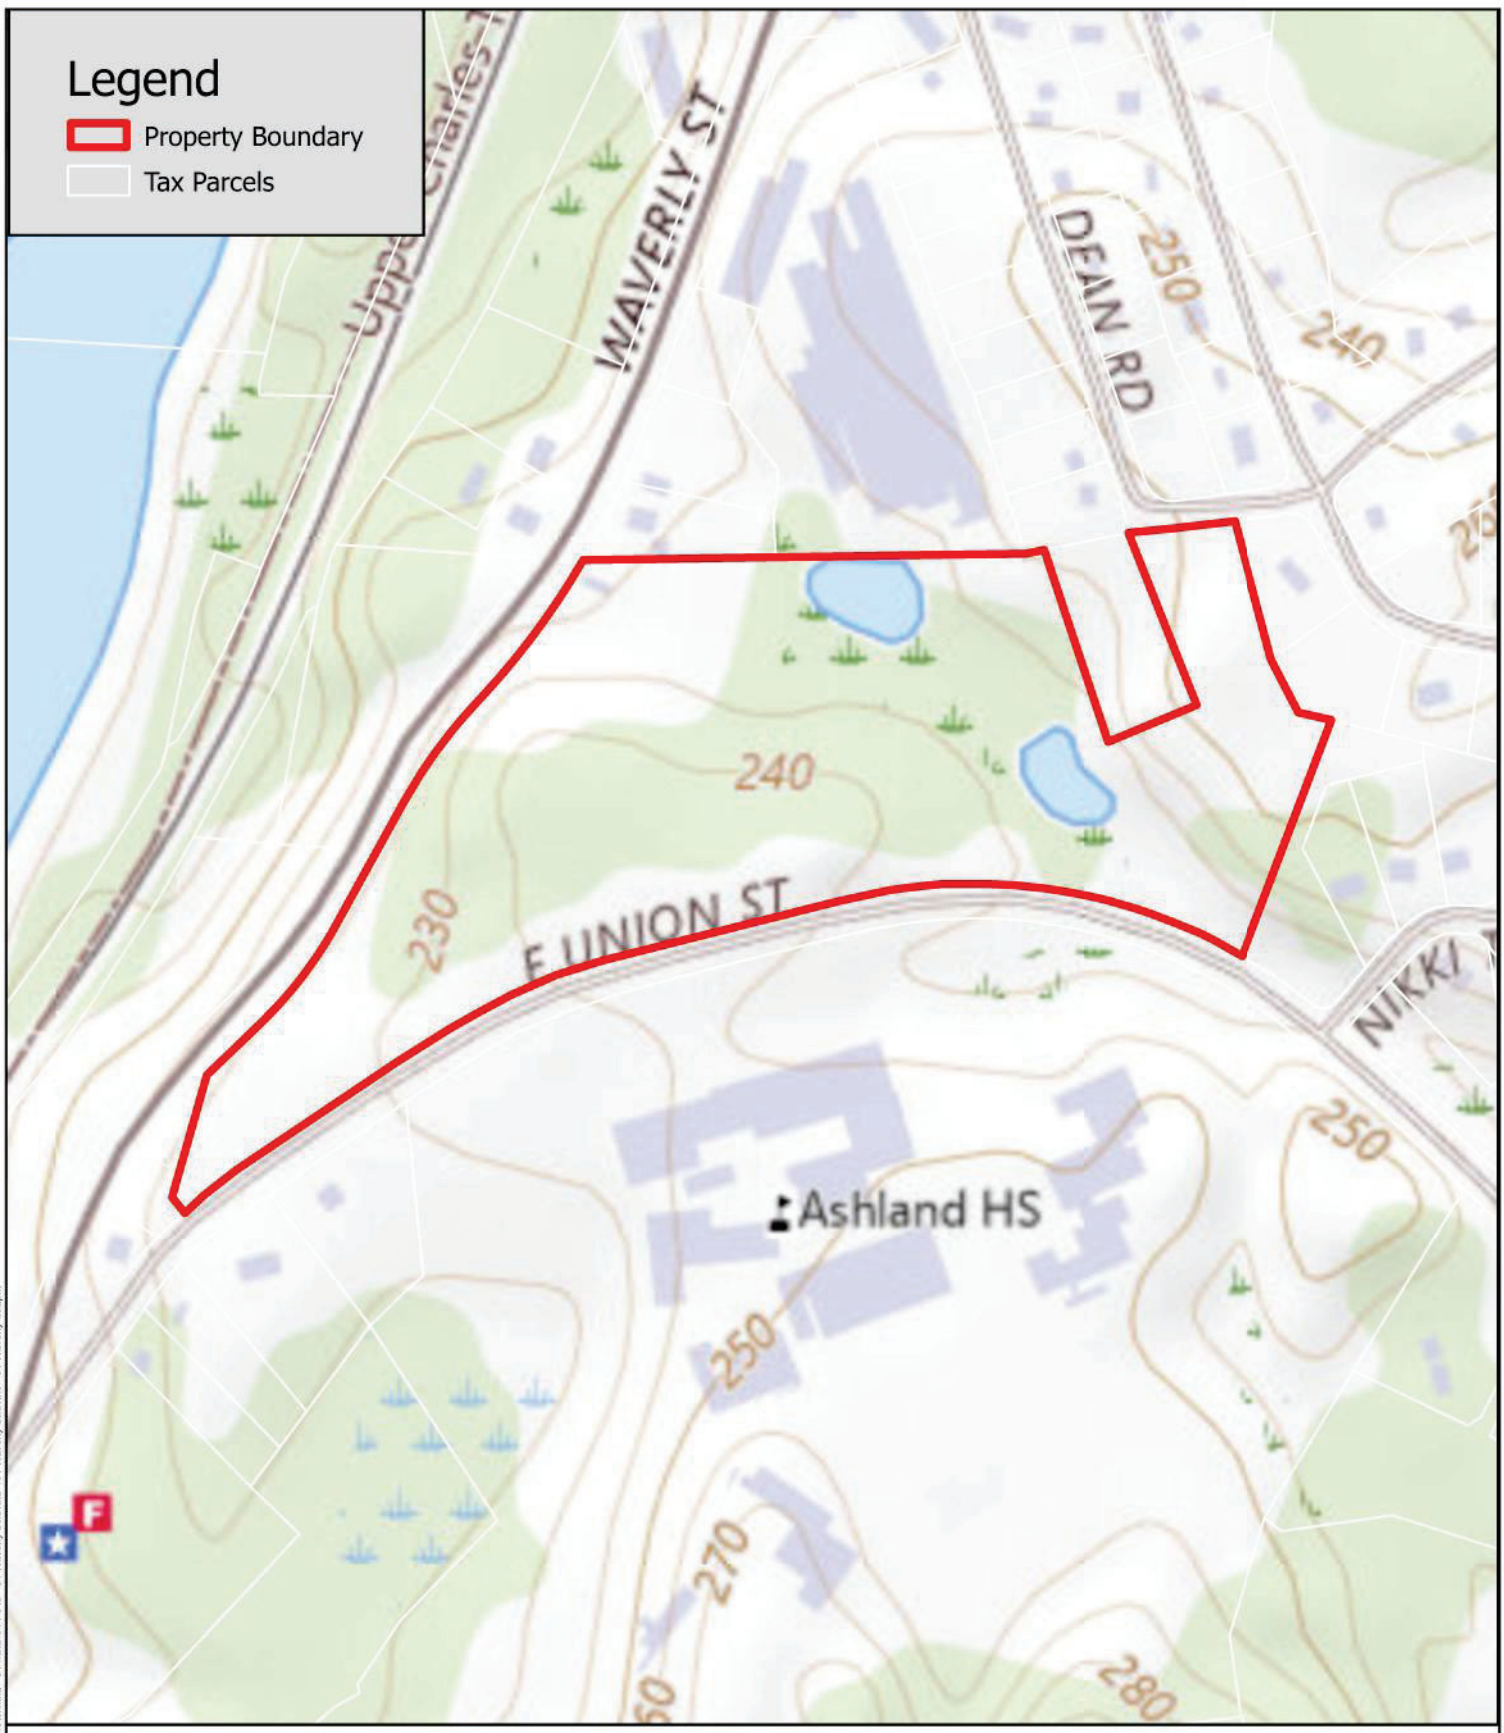 Legend
Property Boundary
Tax Parcels
Charles
WAVERLY ST
DEAN RD
250
240
240
230
E UNION ST
NIKKI
250
Ashland HS
250
F
270
280